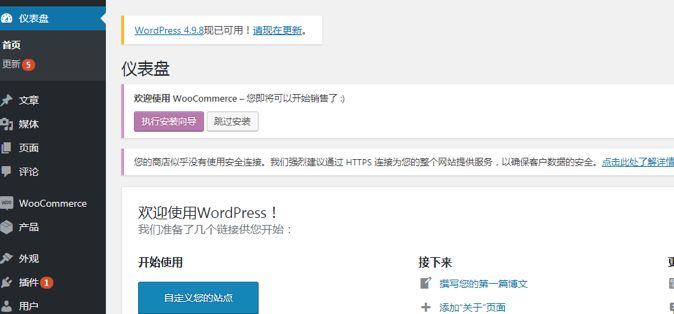 仪表盘
首页
更新 5
文章
媒体
页面
评论
WooCommerce
产品
外观
插件 1
用户
WordPress 4.9.8现已可用！请现在更新。
仪表盘
欢迎使用 WooCommerce – 您即将可以开始销售了 :)
执行安装向导 跳过安装
您的商店似乎没有使用安全连接。我们强烈建议通过 HTTPS 连接为您的整个网站提供服务，以确保客户数据的安全。点击此处了解详情
欢迎使用WordPress！
我们准备了几个链接供您开始：
开始使用
自定义您的站点
接下来
撰写您的第一篇博文
添加“关于”页面